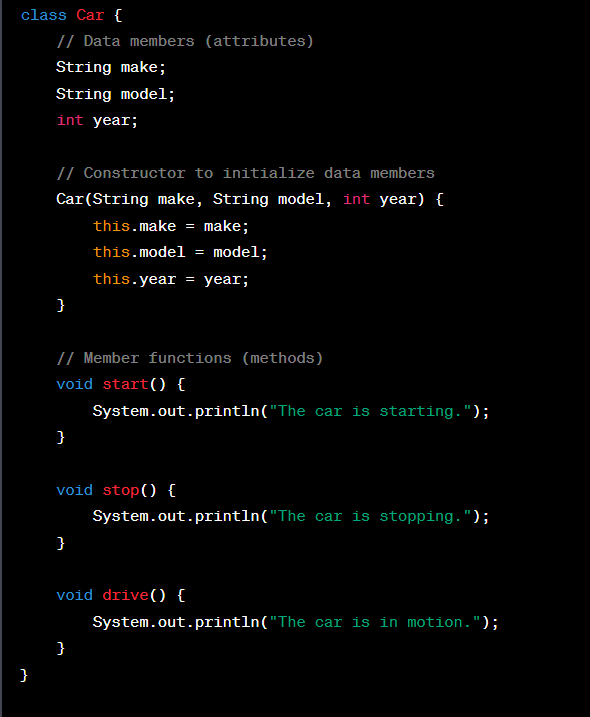 class Car {
    // Data members (attributes)
    String make;
    String model;
    int year;

    // Constructor to initialize data members
    Car(String make, String model, int year) {
        this.make = make;
        this.model = model;
        this.year = year;
    }

    // Member functions (methods)
    void start() {
        System.out.println("The car is starting.");
    }

    void stop() {
        System.out.println("The car is stopping.");
    }

    void drive() {
        System.out.println("The car is in motion.");
    }
}